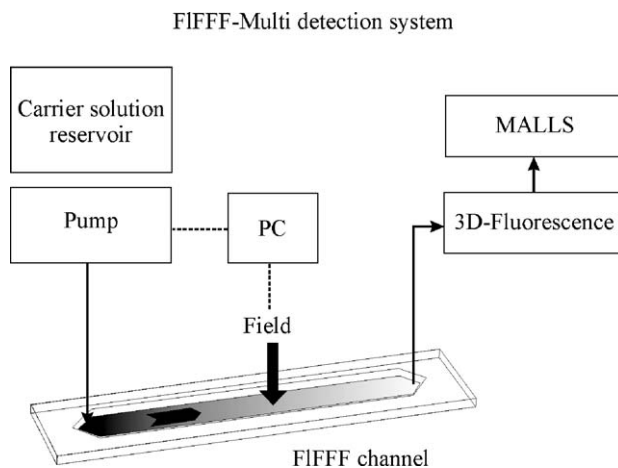 FlFFF-Multi detection system
Carrier solution
reservoir
MALLS
Pump
PC
3D-Fluorescence
Field
FlFFF channel